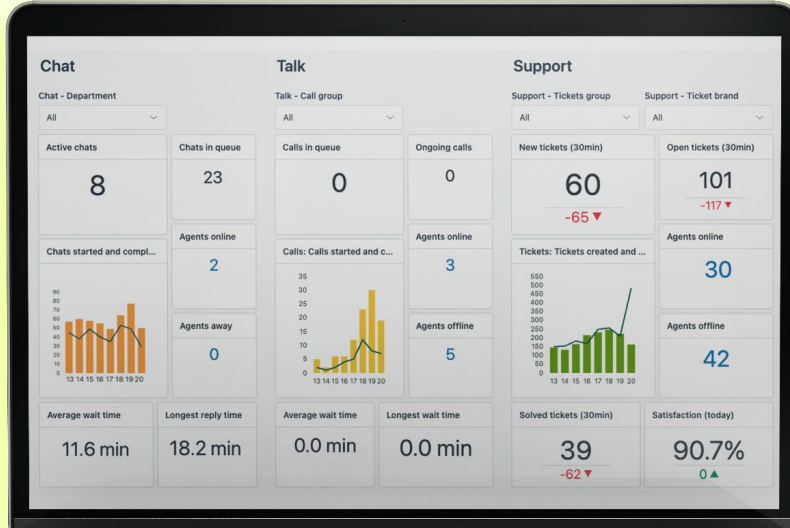 Chat
Talk
Support
Chat - Department
Talk - Call group
Support - Tickets group
Support - Ticket brand
All
All
All
All
Active chats
8
Chats in queue
23
Calls in queue
0
Ongoing calls
0
New tickets (30min)
60
-65 ▼
Open tickets (30min)
101
-117 ▼
Chats started and compl...
90
80
70
60
50
40
30
20
10
0
13 14 15 16 17 18 19 20
Agents online
2
Agents away
0
Calls: Calls started and c...
35
30
25
20
15
10
5
0
13 14 15 16 17 18 19 20
Agents online
3
Agents offline
5
Tickets: Tickets created and ...
550
500
450
400
350
300
250
200
150
100
50
0
13 14 15 16 17 18 19 20
Agents online
30
Agents offline
42
Average wait time
11.6 min
Longest reply time
18.2 min
Average wait time
0.0 min
Longest wait time
0.0 min
Solved tickets (30min)
39
-62 ▼
Satisfaction (today)
90.7%
0 ▲